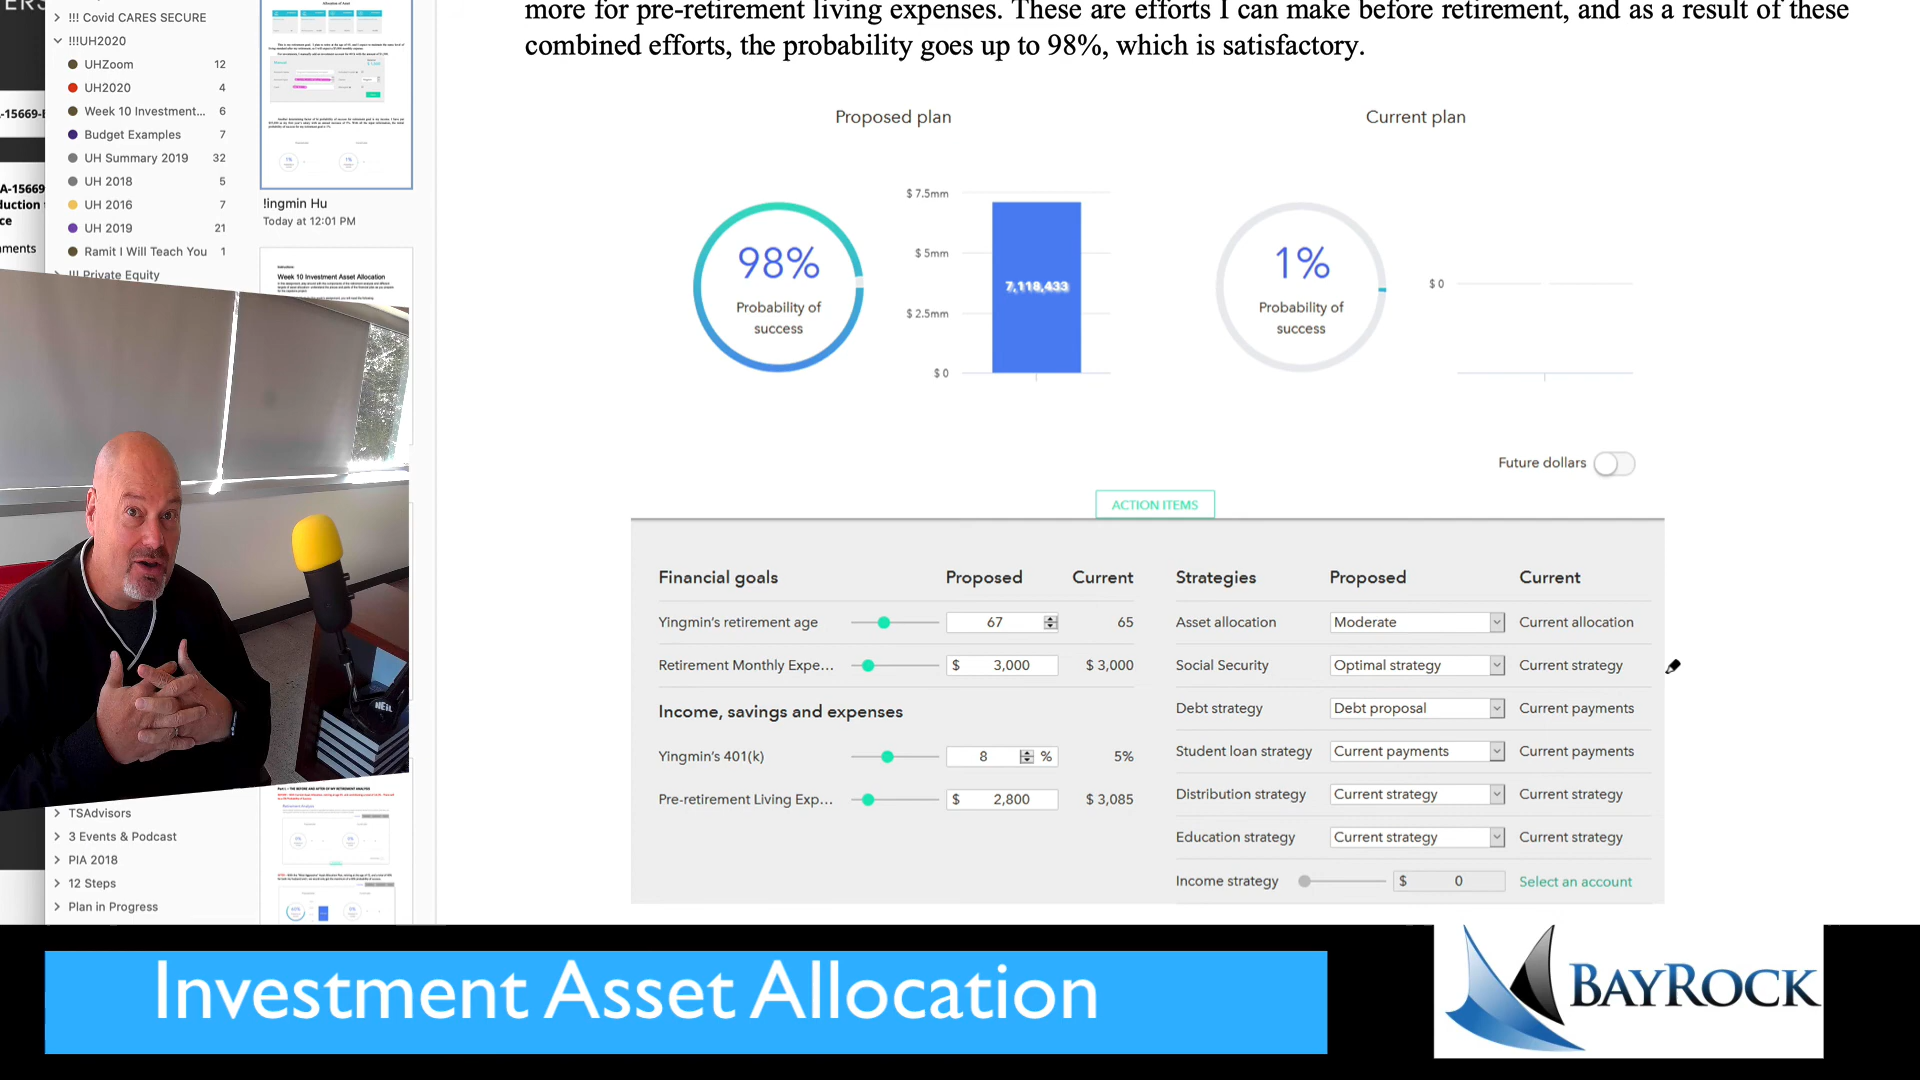 more for pre-retirement living expenses. These are efforts I can make before retirement, and as a result of these
combined efforts, the probability goes up to 98%, which is satisfactory.
!!! Covid CARES SECURE
!!!UH2020
UHZoom 12
UH2020 4
Week 10 Investment... 6
Budget Examples 7
UH Summary 2019 32
UH 2018 5
UH 2016 7
UH 2019 21
Ramit I Will Teach You 1
!!! Private Equity
-15669-
A-15669
duction
ce
ments
!ingmin Hu
Today at 12:01 PM
Week 10 Investment Asset Allocation
Proposed plan
98%
Probability of
success
$ 7.5mm
$ 5mm
$ 2.5mm
$ 0
7,118,433
Current plan
1%
Probability of
success
$ 0
Future dollars
ACTION ITEMS
Financial goals Proposed Current
Yingmin's retirement age 67 65
Retirement Monthly Expe... $ 3,000 $ 3,000
Income, savings and expenses
Yingmin's 401(k) 8 % 5%
Pre-retirement Living Exp... $ 2,800 $ 3,085
Strategies Proposed Current
Asset allocation Moderate Current allocation
Social Security Optimal strategy Current strategy
Debt strategy Debt proposal Current payments
Student loan strategy Current payments Current payments
Distribution strategy Current strategy Current strategy
Education strategy Current strategy Current strategy
Income strategy $ 0 Select an account
NEIL
TSAdvisors
3 Events & Podcast
PIA 2018
12 Steps
Plan in Progress
Investment Asset Allocation
BAYROCK